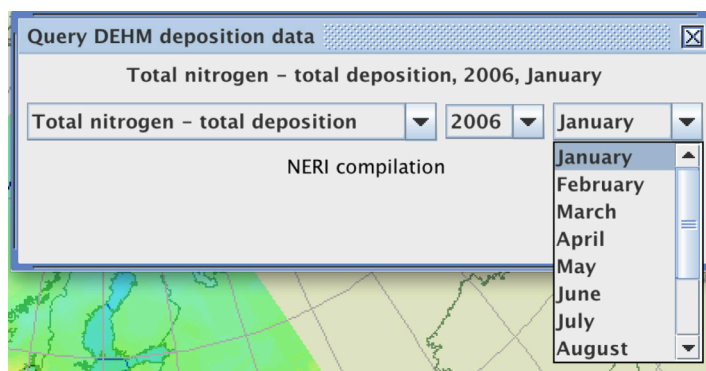 Query DEHM deposition data
Total nitrogen – total deposition, 2006, January
Total nitrogen – total deposition 2006 January
NERI compilation
January
February
March
April
May
June
July
August